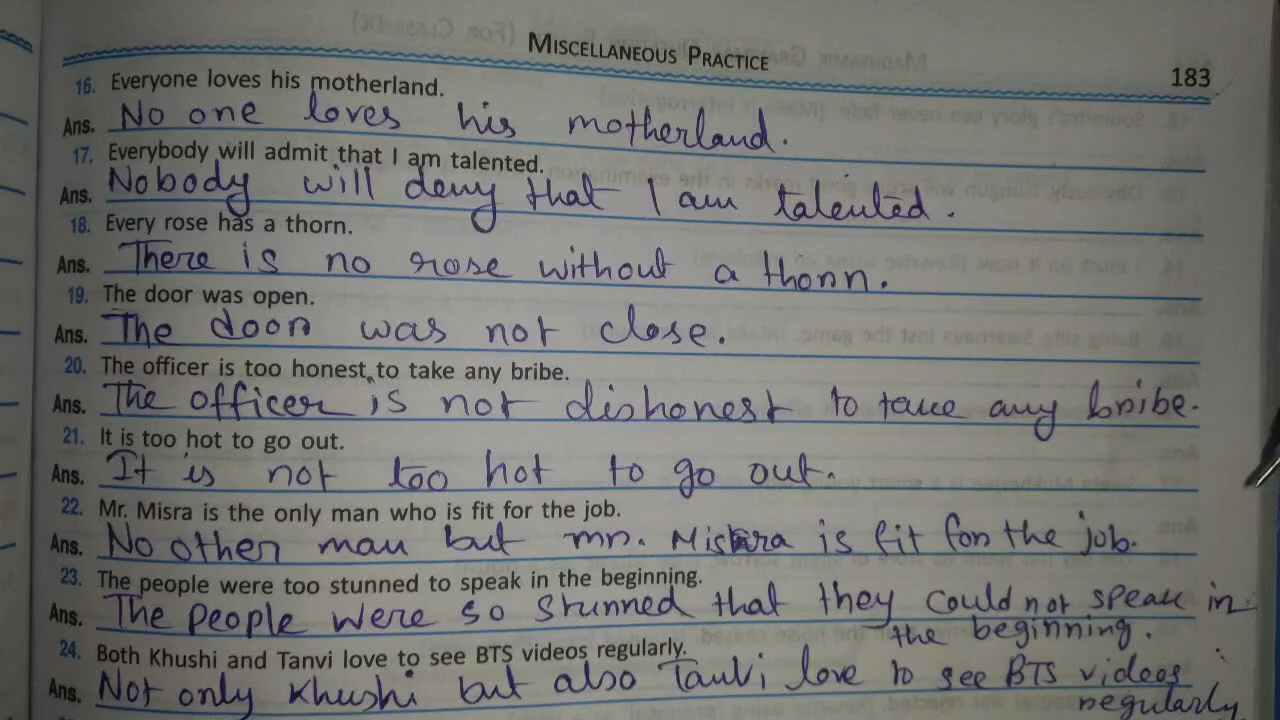 MISCELLANEOUS PRACTICE
183
16. Everyone loves his motherland.
Ans. No one loves his motherland.
17. Everybody will admit that I am talented.
Ans. Nobody will deny that I am talented.
18. Every rose has a thorn.
Ans. There is no rose without a thorn.
19. The door was open.
Ans. The door was not close.
20. The officer is too honest to take any bribe.
Ans. The officer is not dishonest to take any bribe.
21. It is too hot to go out.
Ans. It is not too hot to go out.
22. Mr. Misra is the only man who is fit for the job.
Ans. No other man but mr. Misra is fit for the job.
23. The people were too stunned to speak in the beginning.
Ans. The people were so stunned that they could not speak in
the beginning.
24. Both Khushi and Tanvi love to see BTS videos regularly.
Ans. Not only Khushi but also Tanvi love to see BTS videos
regularly